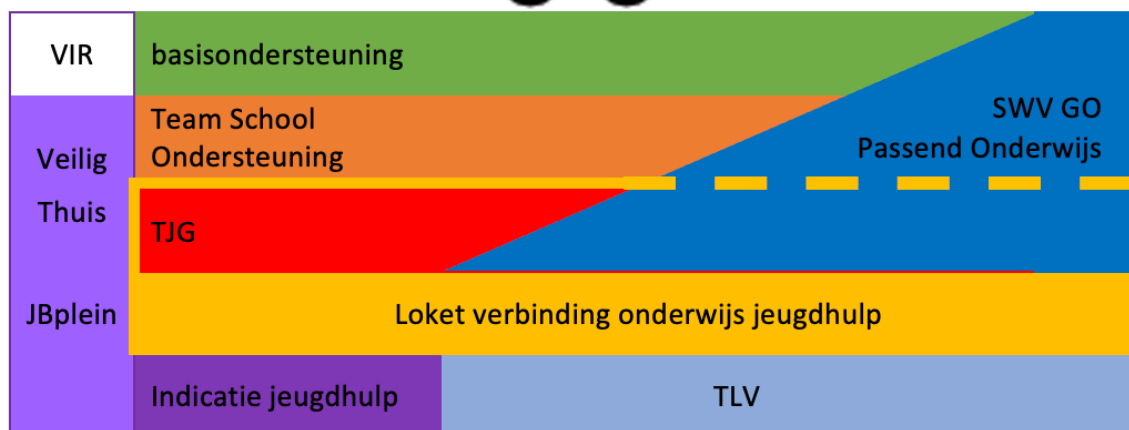 VIR
basisondersteuning
Team School
Ondersteuning
SWV GO
Passend Onderwijs
Veilig
Thuis
TJG
JBplein
Loket verbinding onderwijs jeugdhulp
Indicatie jeugdhulp
TLV